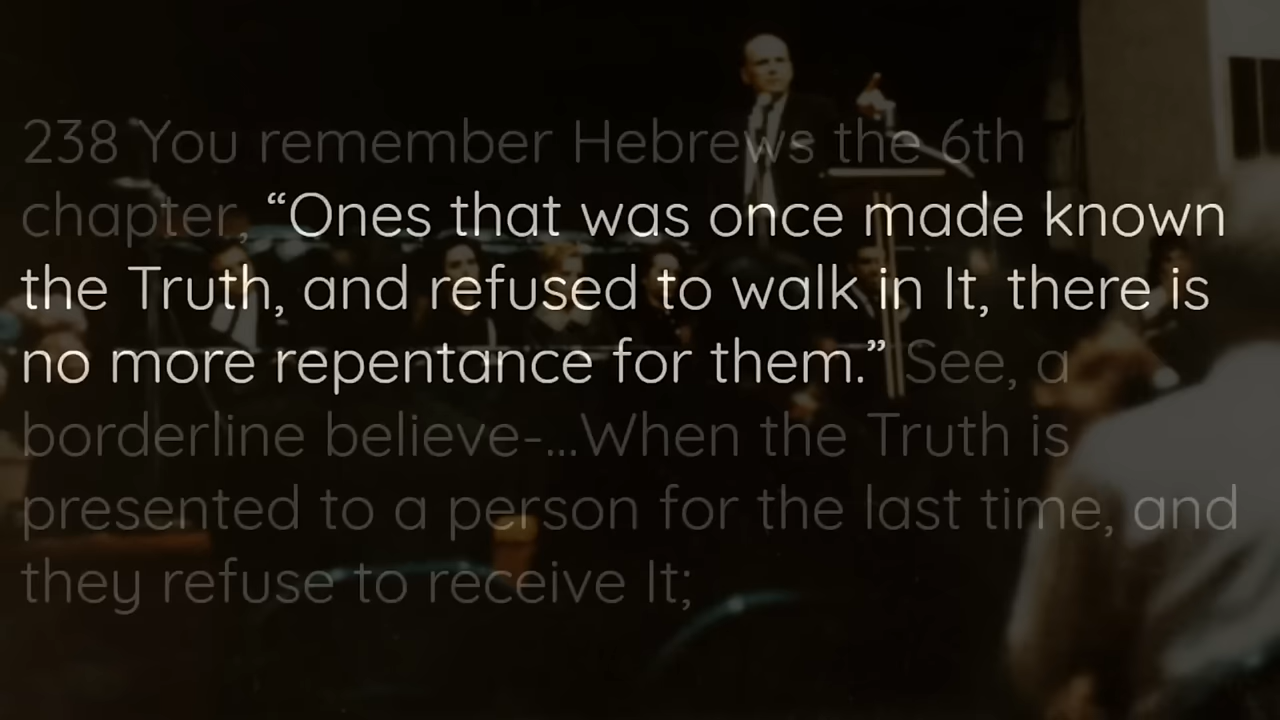 238 You remember Hebrews the 6th
chapter, “Ones that was once made known
the Truth, and refused to walk in It, there is
no more repentance for them.” See, a
borderline believe-...When the Truth is
presented to a person for the last time, and
they refuse to receive It;